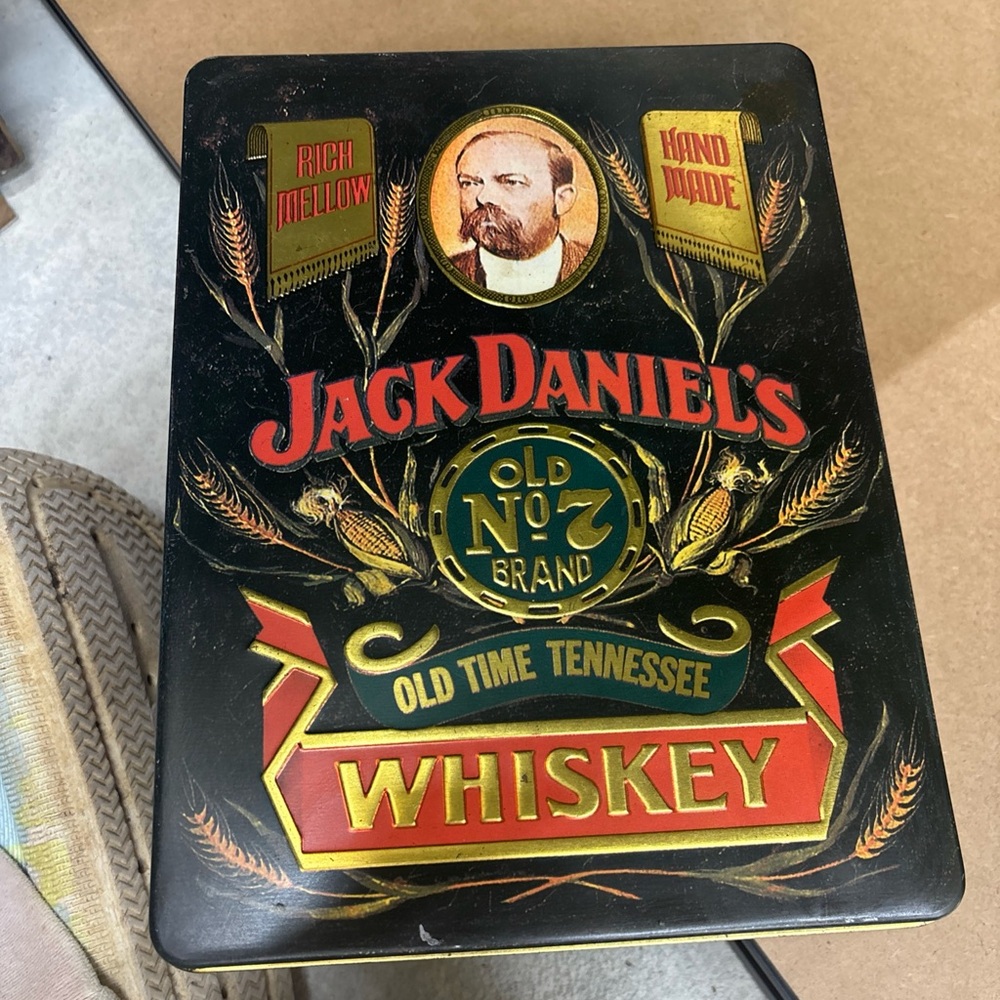 RICH
MELLOW
HAND
MADE
JACK DANIEL'S
OLD
No 7
BRAND
OLD TIME TENNESSEE
WHISKEY